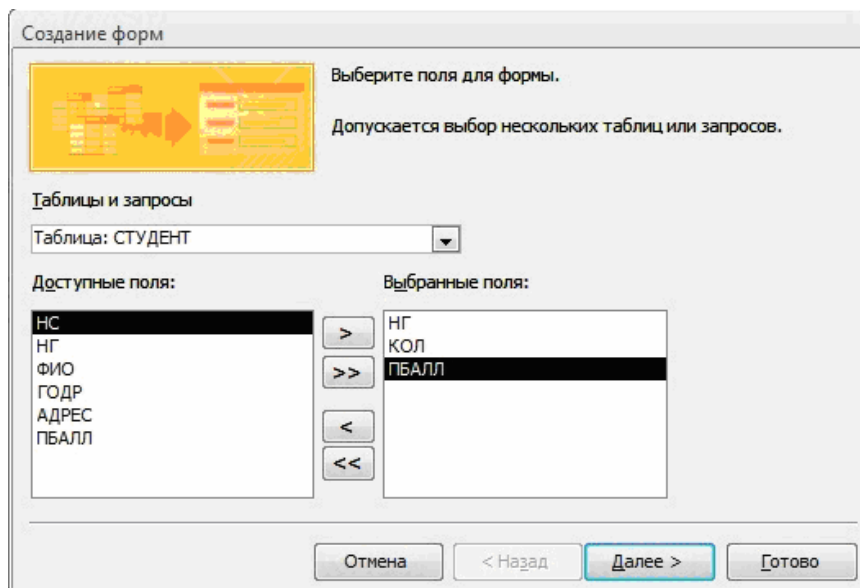 Создание форм
Выберите поля для формы.
Допускается выбор нескольких таблиц или запросов.
Таблицы и запросы
Таблица: СТУДЕНТ
Доступные поля:
Выбранные поля:
НС
НГ
ФИО
ГОДР
АДРЕС
ПБАЛЛ
>
>>
<
<<
НГ
КОЛ
ПБАЛЛ
Отмена
< Назад
Далее >
Готово